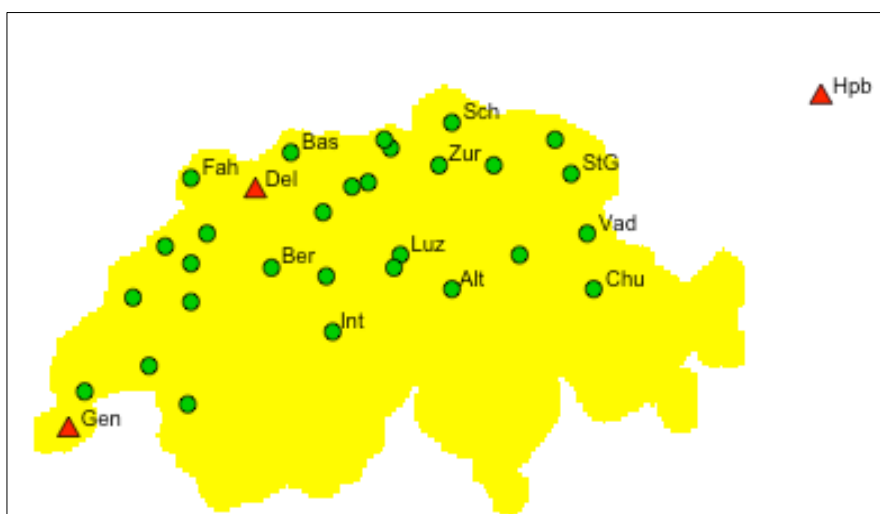 Hpb
Sch
Bas
Zur
Fah
StG
Del
Vad
Luz
Ber
Alt
Chu
Int
Gen